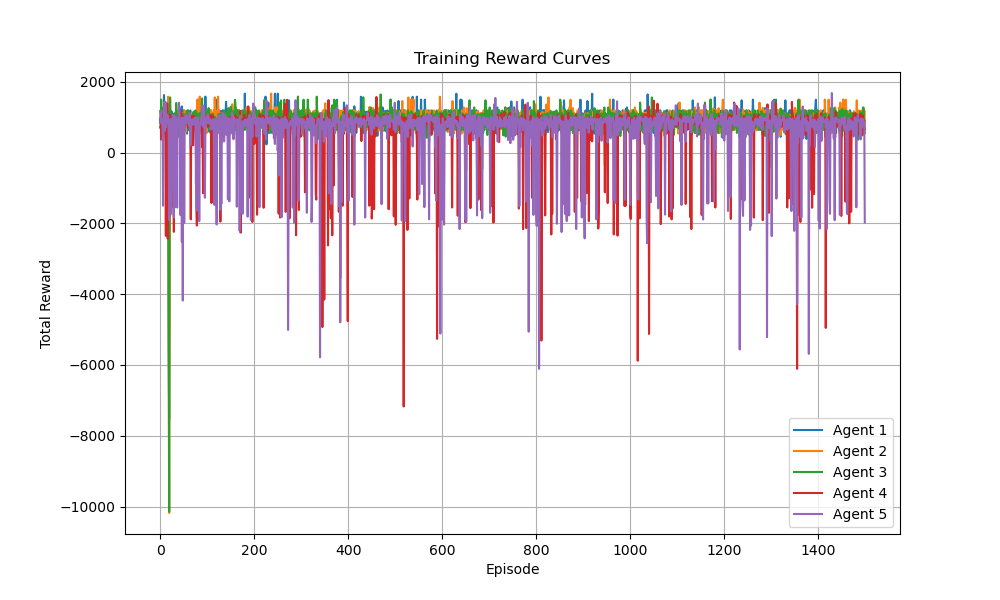 Training Reward Curves
2000
0
−2000
−4000
−6000
−8000
−10000
Total Reward
Agent 1
Agent 2
Agent 3
Agent 4
Agent 5
0 200 400 600 800 1000 1200 1400
Episode